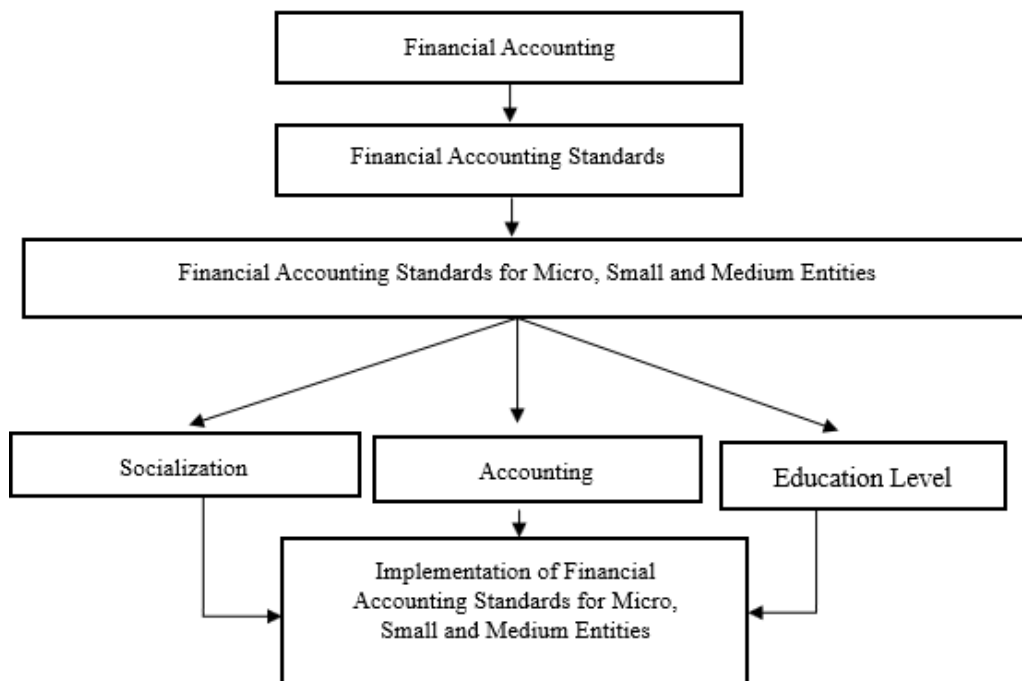 Financial Accounting
Financial Accounting Standards
Financial Accounting Standards for Micro, Small and Medium Entities
Socialization
Accounting
Education Level
Implementation of Financial
Accounting Standards for Micro,
Small and Medium Entities